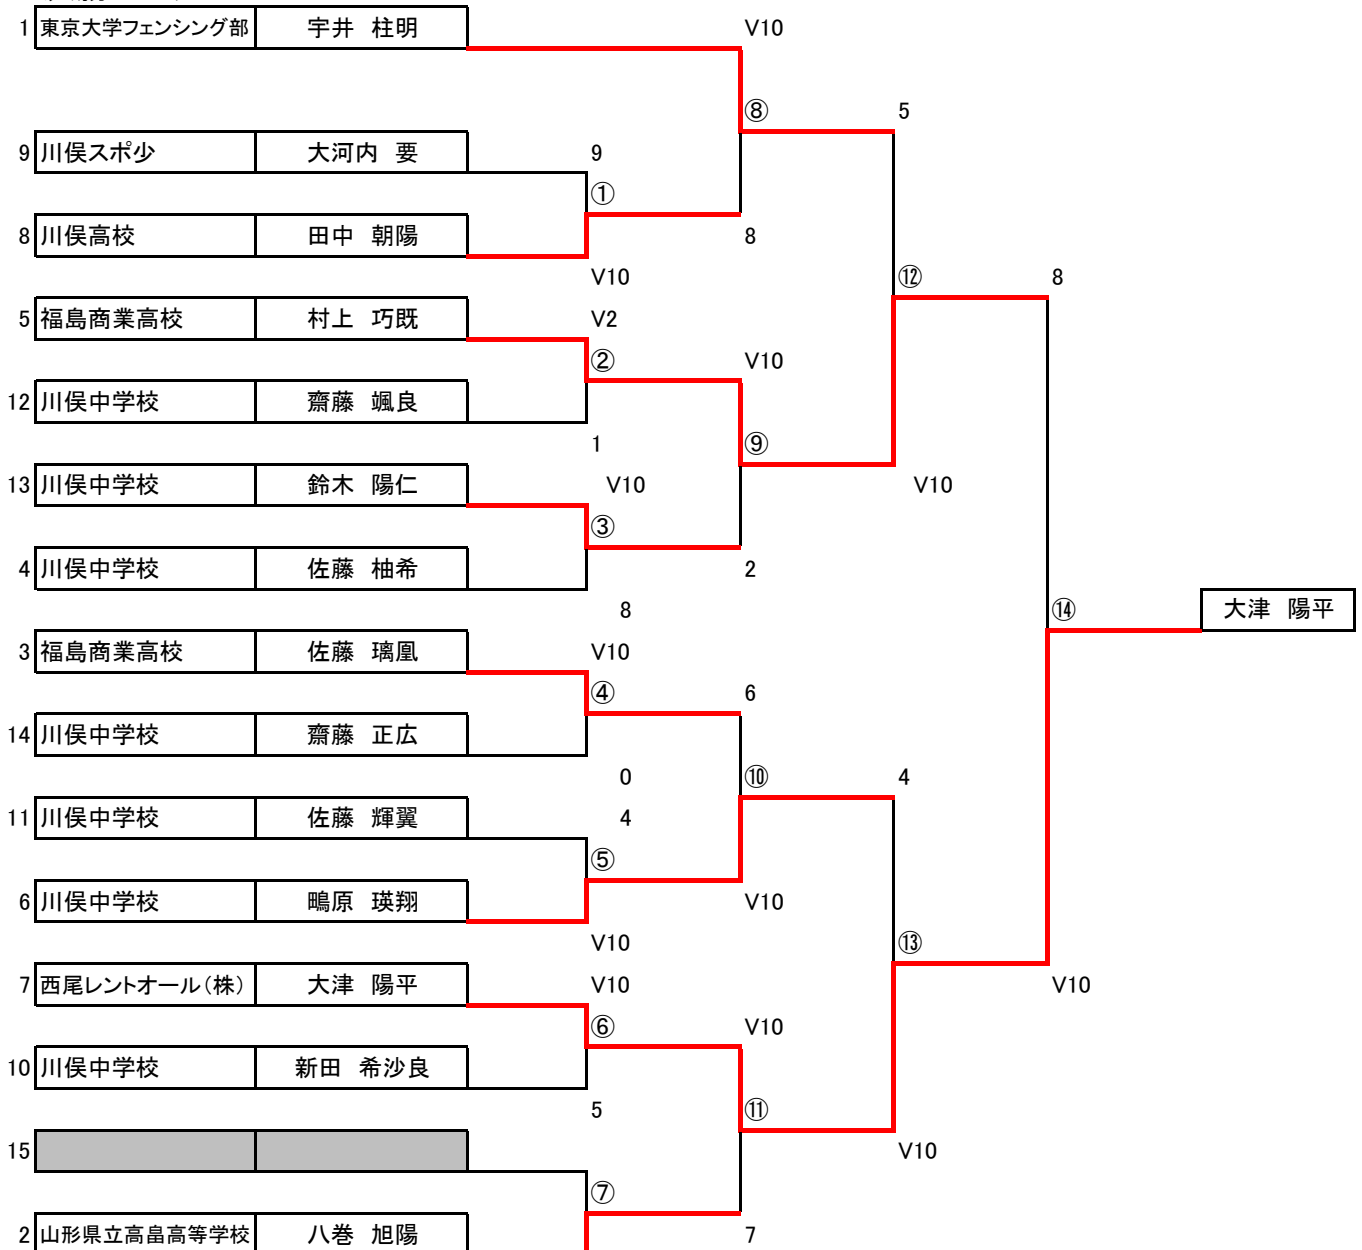 1 東京大学フェンシング部 宇井 柱明 V10
⑧ 5
9 川俣スポ少 大河内 要 9
①
8 川俣高校 田中 朝陽 8
V10 ⑫ 8
5 福島商業高校 村上 巧既 V2
② V10
12 川俣中学校 齋藤 颯良
1 ⑨
13 川俣中学校 鈴木 陽仁 V10 V10
③
4 川俣中学校 佐藤 柚希 2
8 ⑭ 大津 陽平
3 福島商業高校 佐藤 璃凰 V10
④ 6
14 川俣中学校 齋藤 正広
0 ⑩ 4
11 川俣中学校 佐藤 輝翼 4
⑤
6 川俣中学校 鴫原 瑛翔 V10
V10 ⑬
7 西尾レントオール(株) 大津 陽平 V10 V10
⑥ V10
10 川俣中学校 新田 希沙良
5 ⑪
15 V10
⑦
2 山形県立高畠高等学校 八巻 旭陽 7